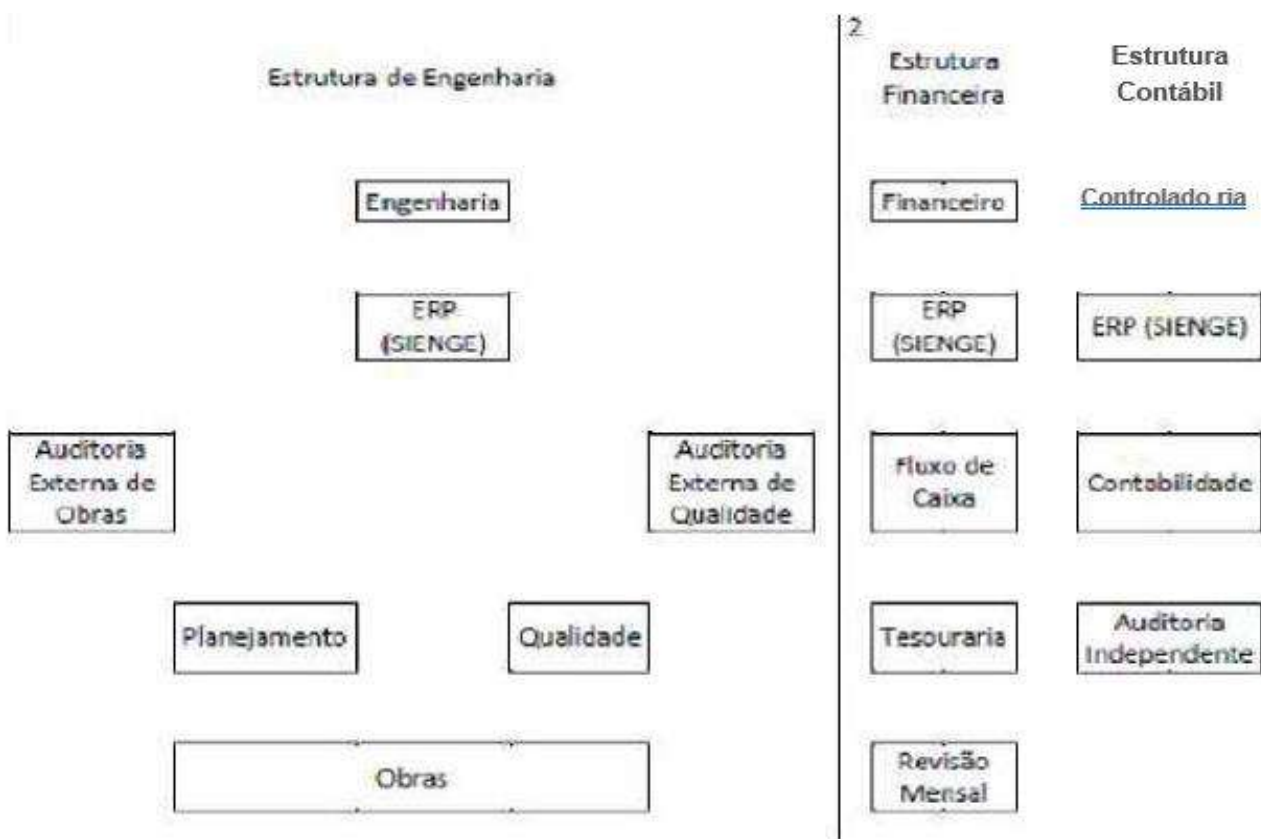 Estrutura de Engenharia
Engenharia
ERP
(SIENGE)
Auditoria
Externa de
Obras
Auditoria
Externa de
Qualidade
Planejamento
Qualidade
Obras
2
Estrutura
Financeira
Financeiro
ERP
(SIENGE)
Fluxo de
Caixa
Tesouraria
Revisão
Mensal
Estrutura
Contábil
Controlado ria
ERP (SIENGE)
Contabilidade
Auditoria
Independente